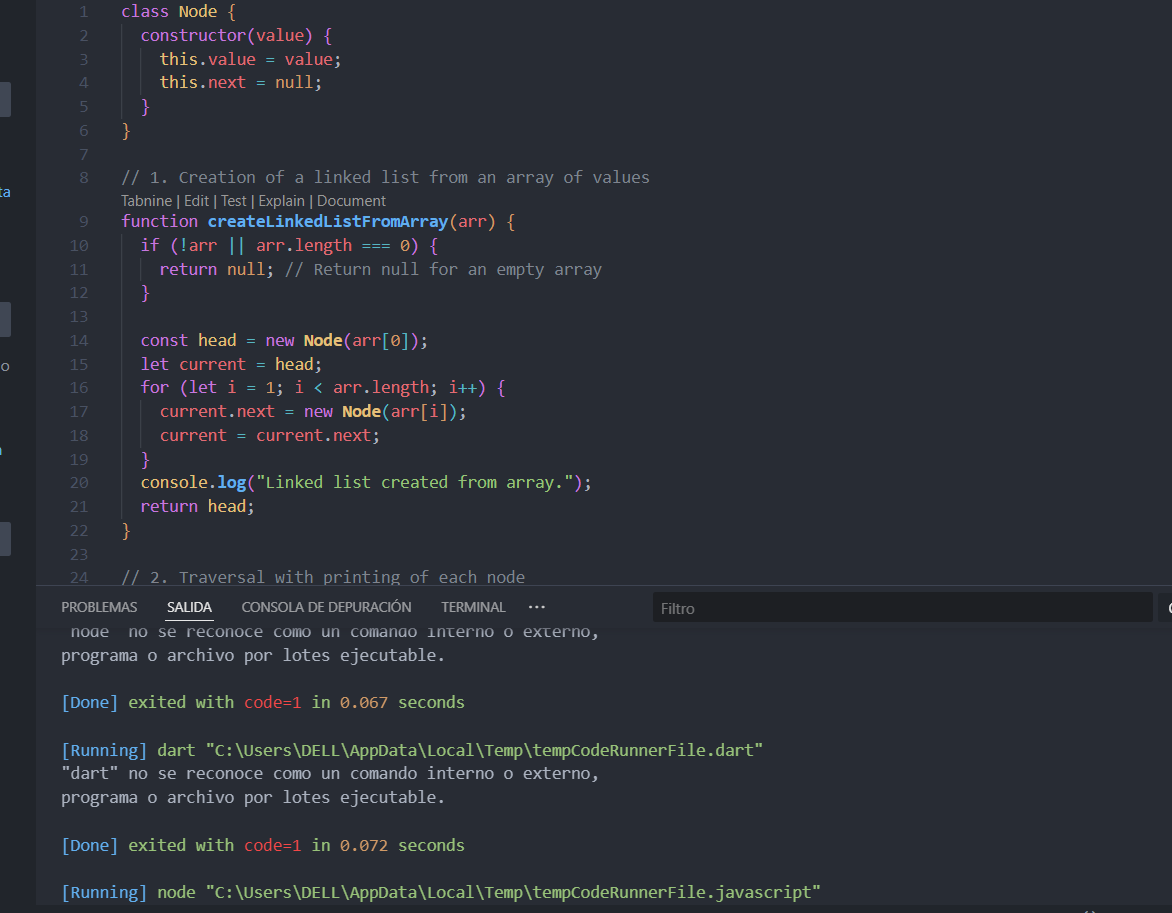 ta
o
1 class Node {
2 constructor(value) {
3 this.value = value;
4 this.next = null;
5 }
6 }
7
8 // 1. Creation of a linked list from an array of values
Tabnine | Edit | Test | Explain | Document
9 function createLinkedListFromArray(arr) {
10 if (!arr || arr.length === 0) {
11 return null; // Return null for an empty array
12 }
13
14 const head = new Node(arr[0]);
15 let current = head;
16 for (let i = 1; i < arr.length; i++) {
17 current.next = new Node(arr[i]);
18 current = current.next;
19 }
20 console.log("Linked list created from array.");
21 return head;
22 }
23
24 // 2. Traversal with printing of each node
PROBLEMAS SALIDA CONSOLA DE DEPURACIÓN TERMINAL ··· Filtro
"node" no se reconoce como un comando interno o externo,
programa o archivo por lotes ejecutable.
[Done] exited with code=1 in 0.067 seconds
[Running] dart "C:\Users\DELL\AppData\Local\Temp\tempCodeRunnerFile.dart"
"dart" no se reconoce como un comando interno o externo,
programa o archivo por lotes ejecutable.
[Done] exited with code=1 in 0.072 seconds
[Running] node "C:\Users\DELL\AppData\Local\Temp\tempCodeRunnerFile.javascript"